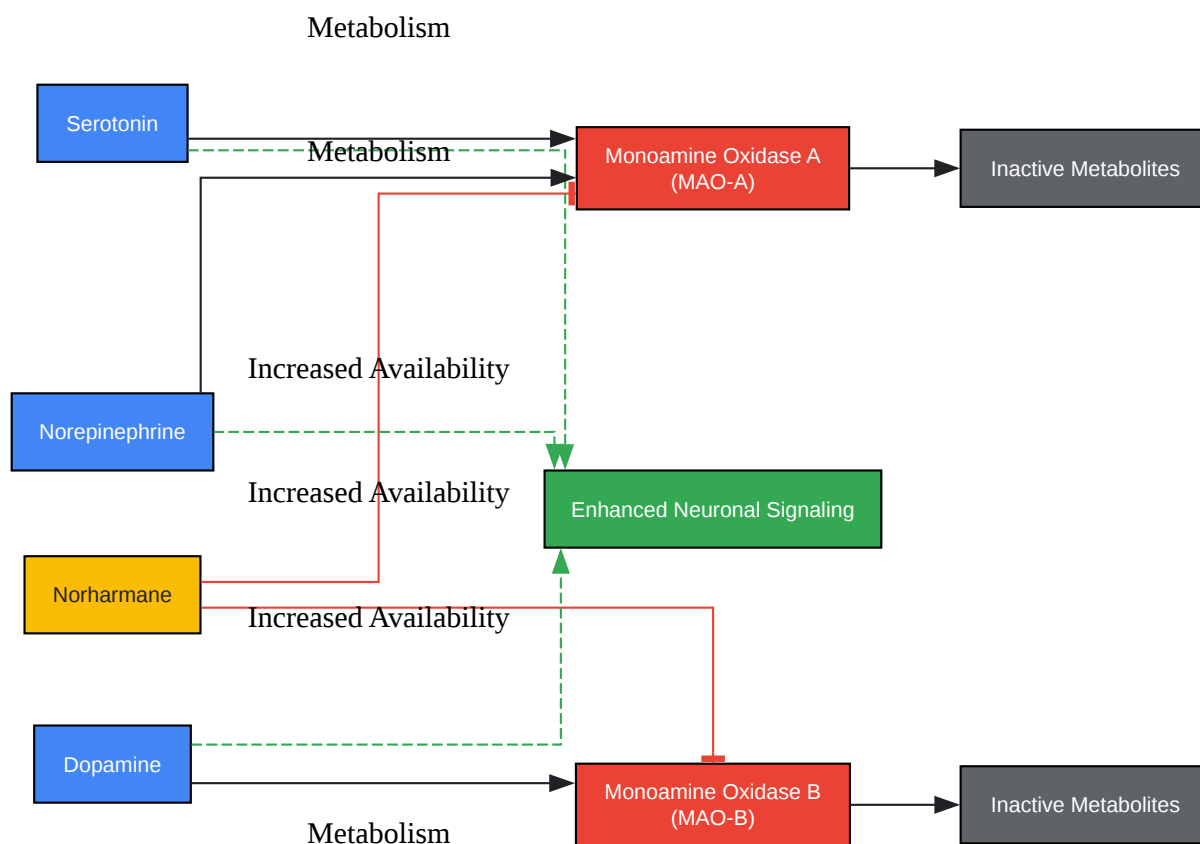 Metabolism
Serotonin
Metabolism
Monoamine Oxidase A
(MAO-A)
Inactive Metabolites
Increased Availability
Norepinephrine
Increased Availability
Enhanced Neuronal Signaling
Norharmane
Increased Availability
Dopamine
Monoamine Oxidase B
(MAO-B)
Inactive Metabolites
Metabolism